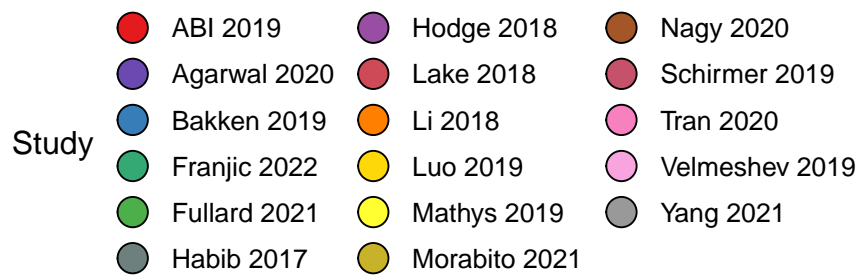 Study
ABI 2019
Agarwal 2020
Bakken 2019
Franjic 2022
Fullard 2021
Habib 2017
Hodge 2018
Lake 2018
Li 2018
Luo 2019
Mathys 2019
Morabito 2021
Nagy 2020
Schirmer 2019
Tran 2020
Velmeshev 2019
Yang 2021